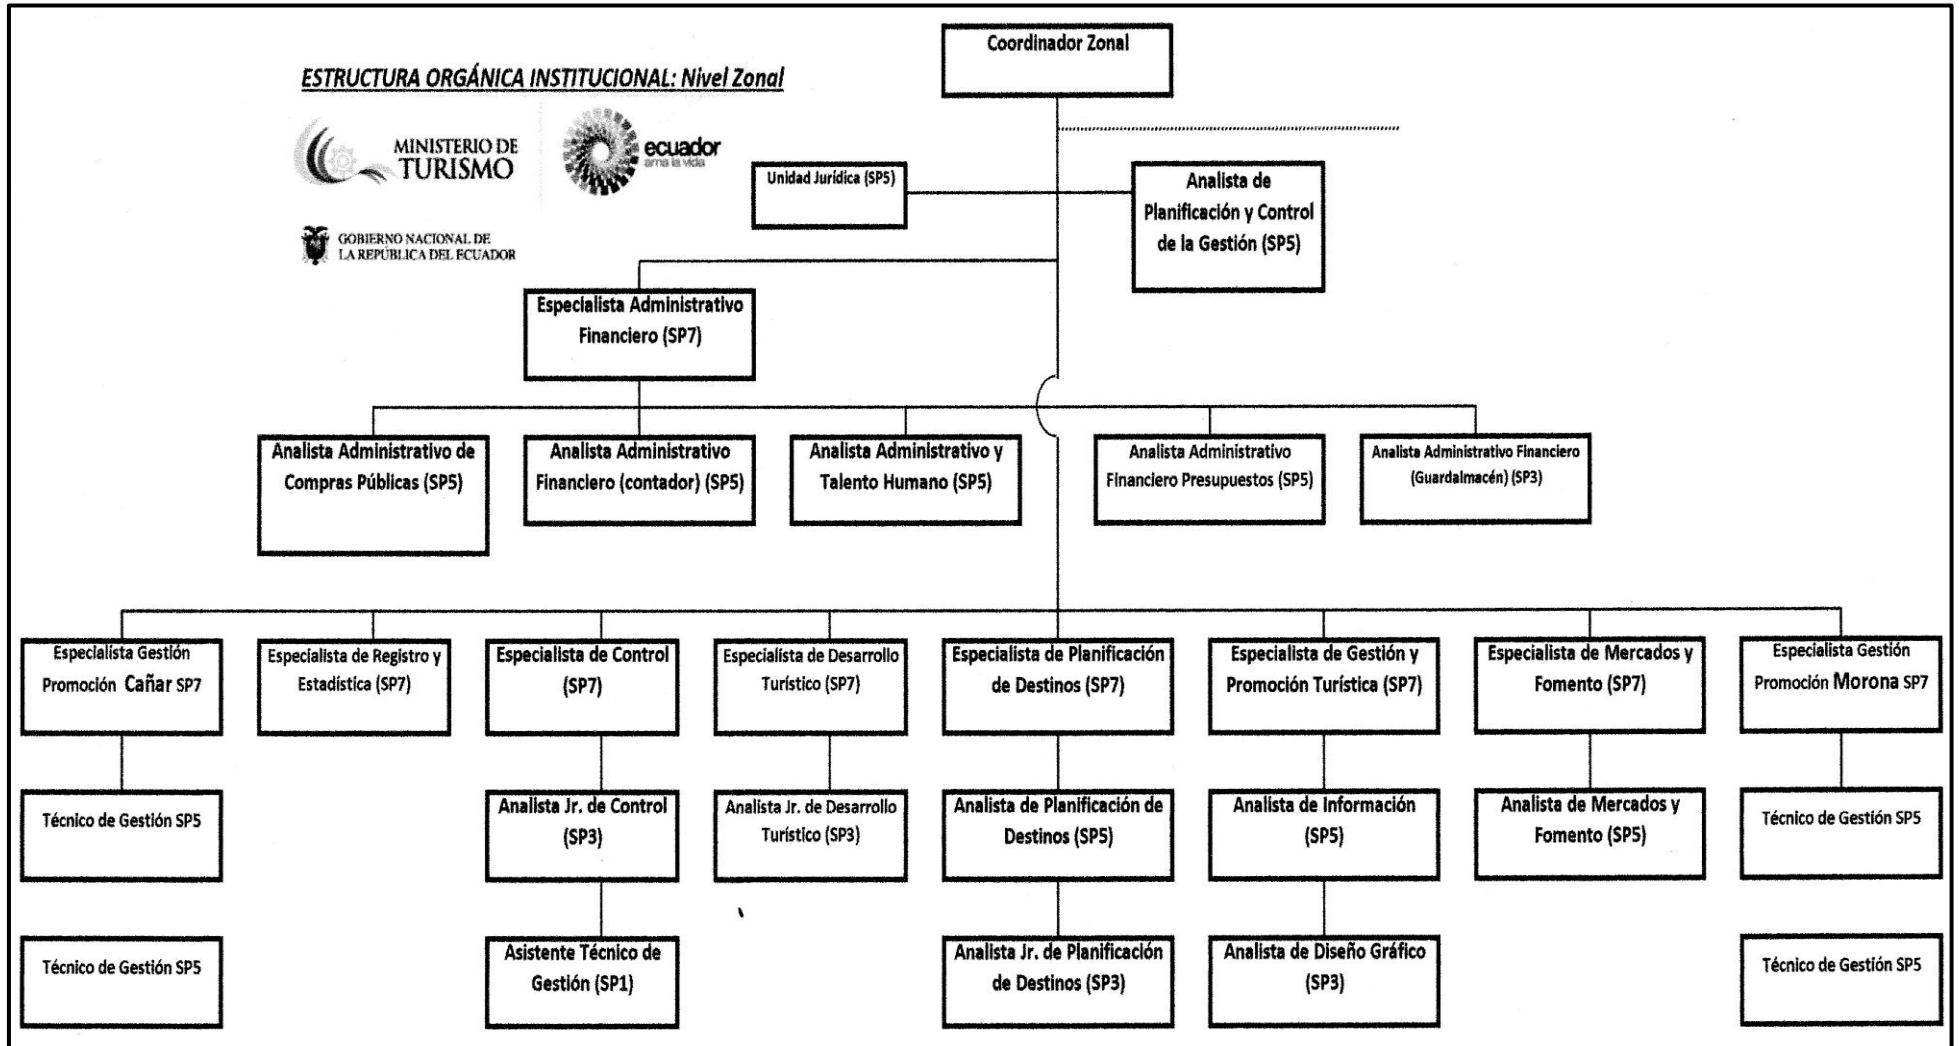 Coordinador Zonal
ESTRUCTURA ORGÁNICA INSTITUCIONAL: Nivel Zonal
MINISTERIO DE
TURISMO
ecuador
ama la vida
GOBIERNO NACIONAL DE
LA REPÚBLICA DEL ECUADOR
Unidad Jurídica (SP5)
Analista de
Planificación y Control
de la Gestión (SP5)
Especialista Administrativo
Financiero (SP7)
Analista Administrativo de
Compras Públicas (SP5)
Analista Administrativo
Financiero (contador) (SP5)
Analista Administrativo y
Talento Humano (SP5)
Analista Administrativo
Financiero Presupuestos (SP5)
Analista Administrativo Financiero
(Guardalmacén) (SP3)
Especialista Gestión
Promoción Cañar SP7
Especialista de Registro y
Estadística (SP7)
Especialista de Control
(SP7)
Especialista de Desarrollo
Turístico (SP7)
Especialista de Planificación
de Destinos (SP7)
Especialista de Gestión y
Promoción Turística (SP7)
Especialista de Mercados y
Fomento (SP7)
Especialista Gestión
Promoción Morona SP7
Técnico de Gestión SP5
Analista Jr. de Control
(SP3)
Analista Jr. de Desarrollo
Turístico (SP3)
Analista de Planificación de
Destinos (SP5)
Analista de Información
(SP5)
Analista de Mercados y
Fomento (SP5)
Técnico de Gestión SP5
Técnico de Gestión SP5
Asistente Técnico de
Gestión (SP1)
Analista Jr. de Planificación
de Destinos (SP3)
Analista de Diseño Gráfico
(SP3)
Técnico de Gestión SP5